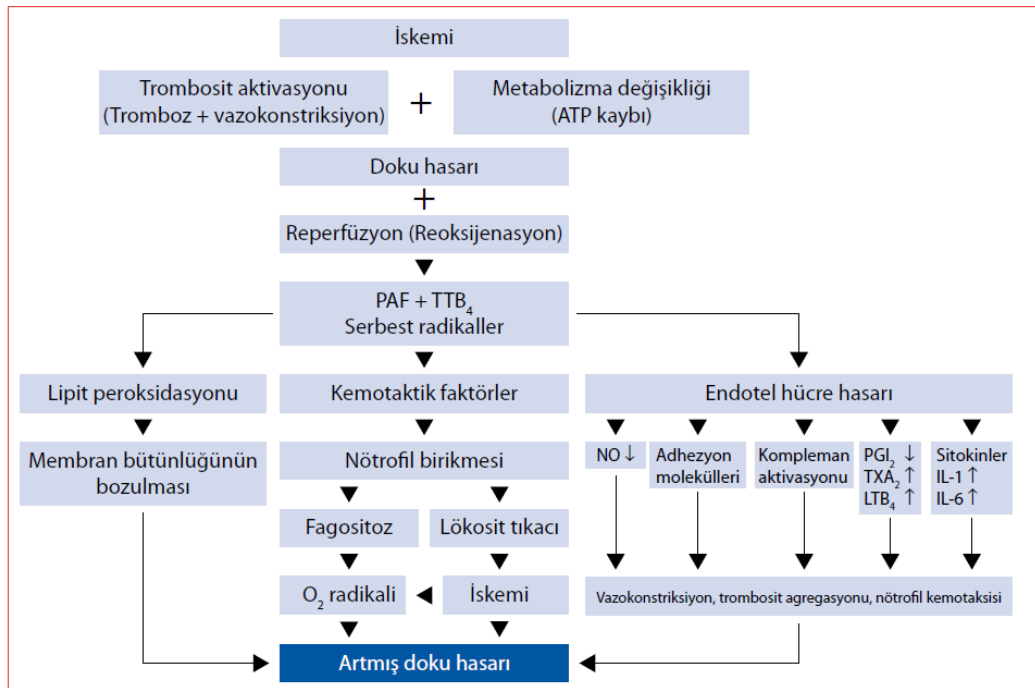 İskemi
Trombosit aktivasyonu
(Tromboz + vazokonstriksiyon)
+
Metabolizma değişikliği
(ATP kaybı)
Doku hasarı
+
Reperfüzyon (Reoksijenasyon)
PAF + TTB4
Serbest radikaller
Lipit peroksidasyonu
Kemotaktik faktörler
Endotel hücre hasarı
Membran bütünlüğünün
bozulması
Nötrofil birikmesi
NO ↓
Adhezyon
molekülleri
Kompleman
aktivasyonu
PGI2 ↓
TXA2 ↑
LTB4 ↑
Sitokinler
IL-1 ↑
IL-6 ↑
Fagositoz
Lökosit tıkacı
O2 radikali
İskemi
Vazokonstriksiyon, trombosit agregasyonu, nötrofil kemotaksisi
Artmış doku hasarı